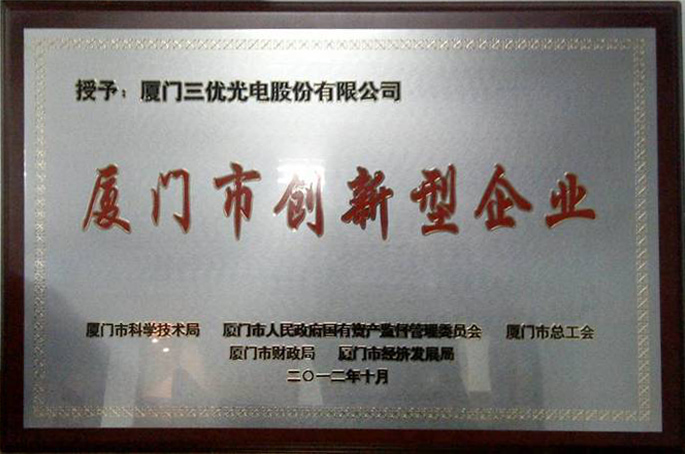 授予：厦门三优光电股份有限公司
厦门市创新型企业
厦门市科学技术局 厦门市人民政府国有资产监督管理委员会 厦门市总工会
厦门市财政局 厦门市经济发展局
二〇一二年十月